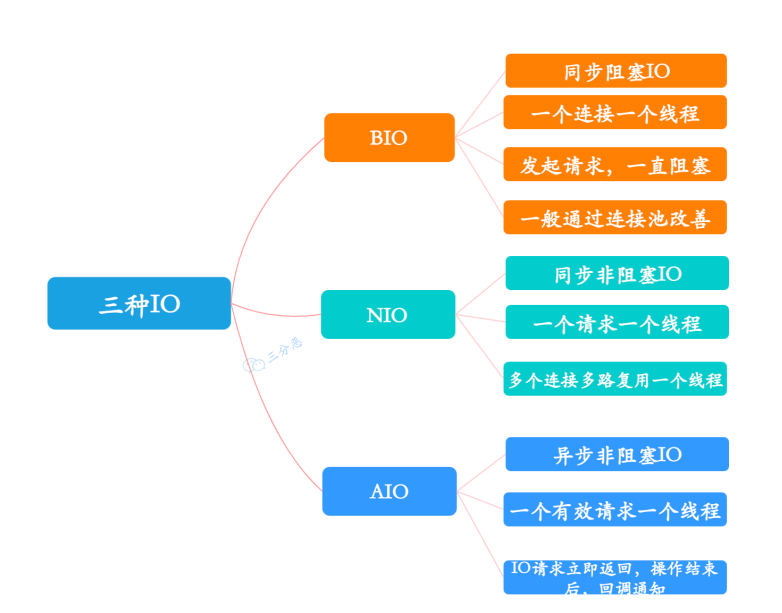 三种IO
BIO
同步阻塞IO
一个连接一个线程
发起请求，一直阻塞
一般通过连接池改善
NIO
同步非阻塞IO
一个请求一个线程
多个连接多路复用一个线程
三分恶
AIO
异步非阻塞IO
一个有效请求一个线程
IO请求立即返回，操作结束
后，回调通知